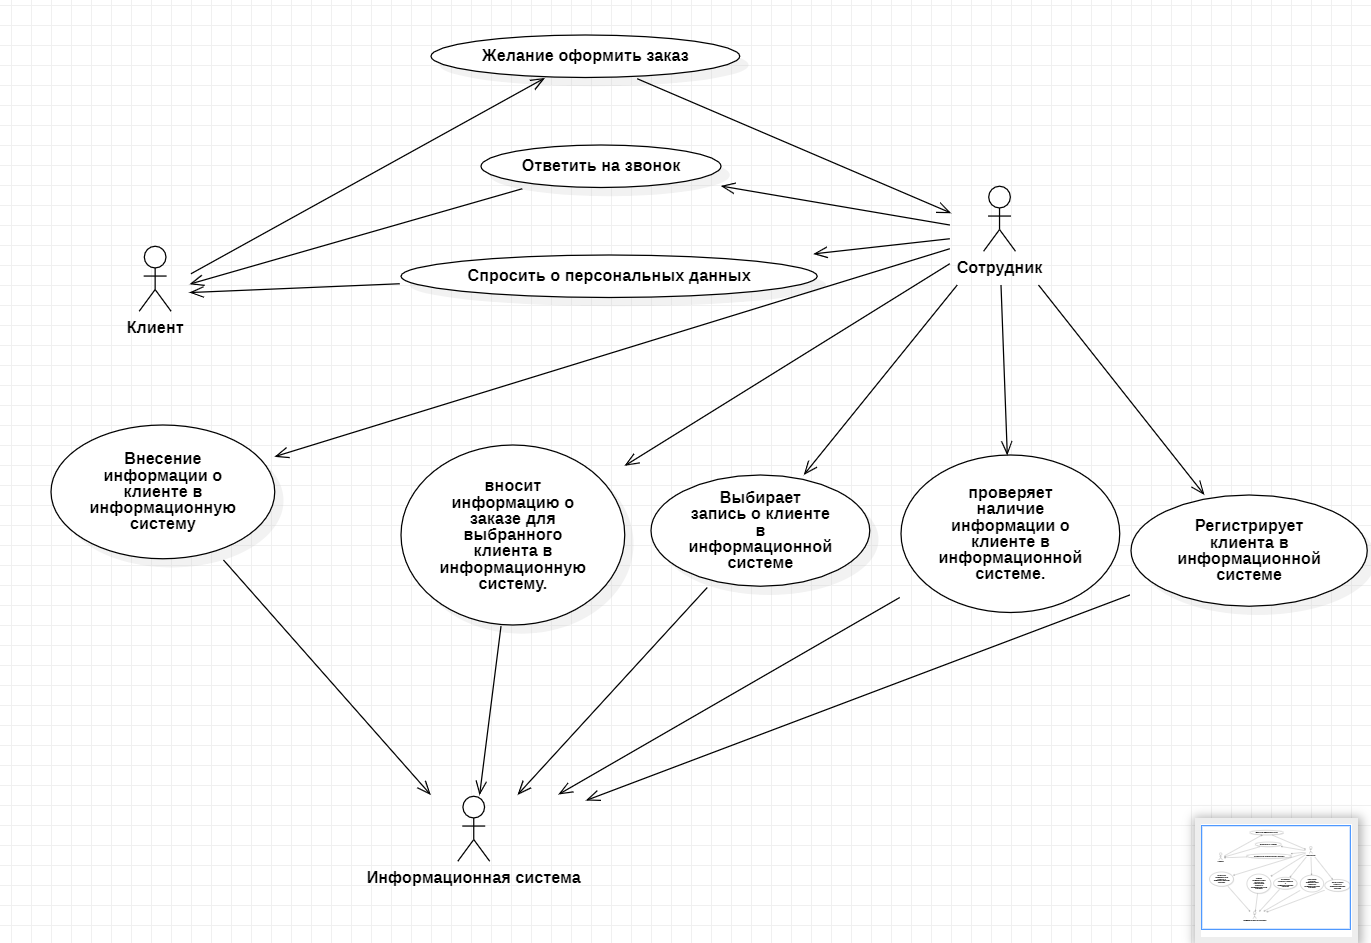 Желание оформить заказ
Ответить на звонок
Спросить о персональных данных
Клиент
Сотрудник
Внесение
информации о
клиенте в
информационную
систему
вносит
информацию о
заказе для
выбранного
клиента в
информационную
систему.
Выбирает
запись о клиенте
в
информационной
системе
проверяет
наличие
информации о
клиенте в
информационной
системе.
Регистрирует
клиента в
информационной
системе
Информационная система